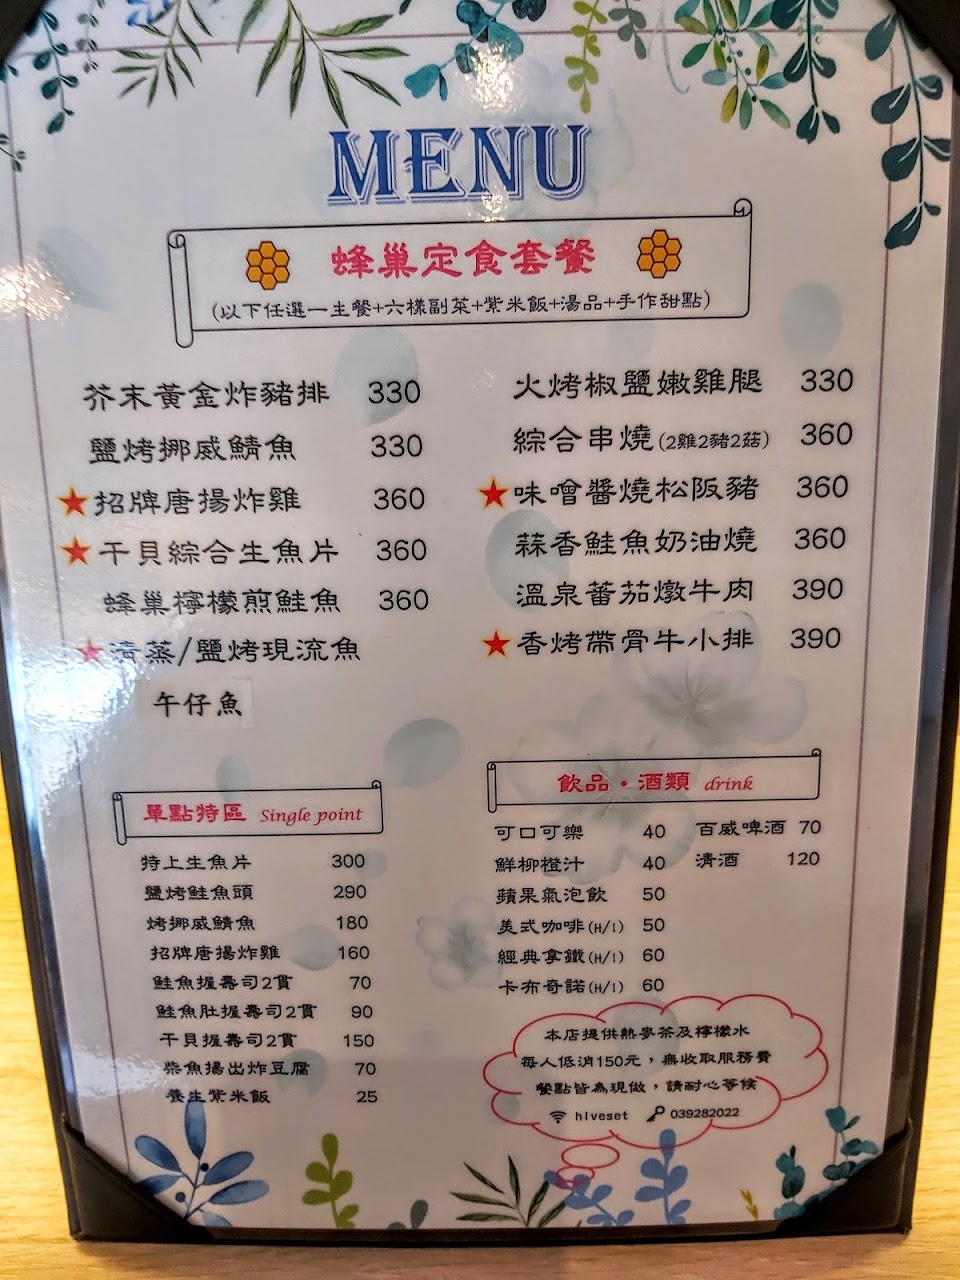 MENU
蜂巢定食套餐
(以下任選一主餐+六樣副菜+紫米飯+湯品+手作甜點)
芥末黃金炸豬排 330
鹽烤挪威鯖魚 330
★招牌唐揚炸雞 360
★干貝綜合生魚片 360
蜂巢檸檬煎鮭魚 360
★清蒸/鹽烤現流魚
午仔魚
火烤椒鹽嫩雞腿 330
綜合串燒(2雞2豬2菇) 360
★味噌醬燒松阪豬 360
蒜香鮭魚奶油燒 360
溫泉蕃茄燉牛肉 390
★香烤帶骨牛小排 390
單點特區 Single point
特上生魚片 300
鹽烤鮭魚頭 290
烤挪威鯖魚 180
招牌唐揚炸雞 160
鮭魚握壽司2貫 70
鮭魚肚握壽司2貫 90
干貝握壽司2貫 150
柴魚揚出炸豆腐 70
養生紫米飯 25
飲品・酒類 drink
可口可樂 40
鮮柳橙汁 40
蘋果氣泡飲 50
美式咖啡(H/I) 50
經典拿鐵(H/I) 60
卡布奇諾(H/I) 60
百威啤酒 70
清酒 120
本店提供熱麥茶及檸檬水
每人低消150元，無收取服務費
餐點皆為現做，請耐心等候
hiveset 039282022